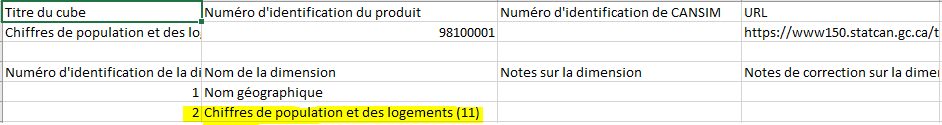 Titre du cube Numéro d'identification du produit Numéro d'identification de CANSIM URL
Chiffres de population et des lo 98100001 https://www150.statcan.gc.ca/t
Numéro d'identification de la di Nom de la dimension Notes sur la dimension Notes de correction sur la dime
1 Nom géographique
2 Chiffres de population et des logements (11)